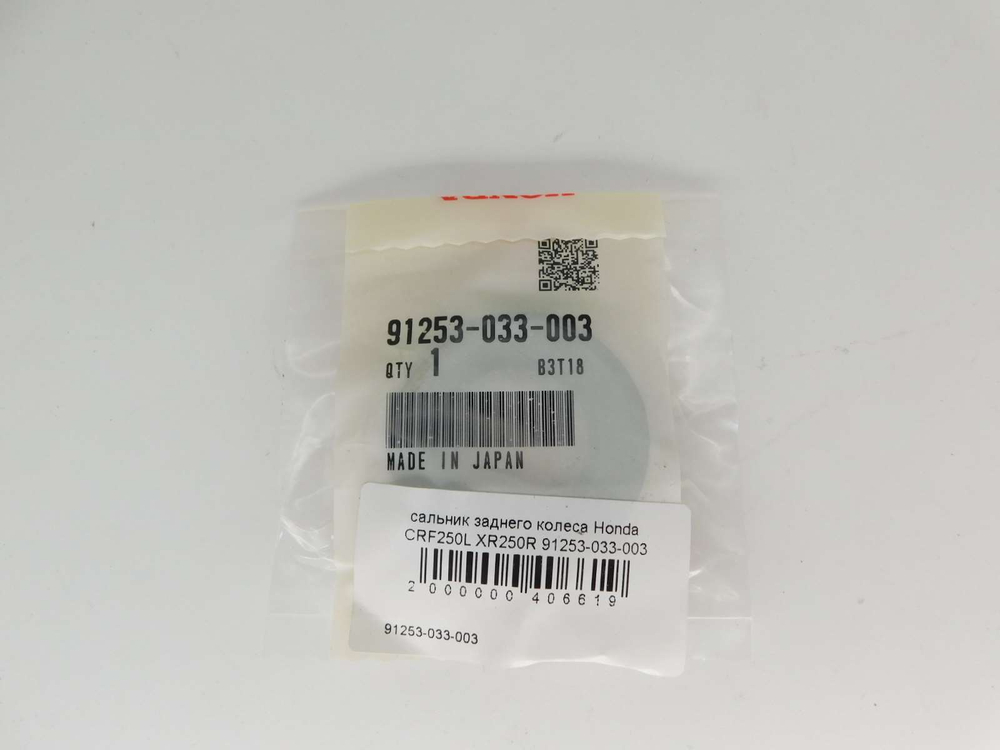 HONDA
91253-033-003
QTY 1 B3T18
MADE IN JAPAN
сальник заднего колеса Honda
CRF250L XR250R 91253-033-003
2 000000 406619
91253-033-003